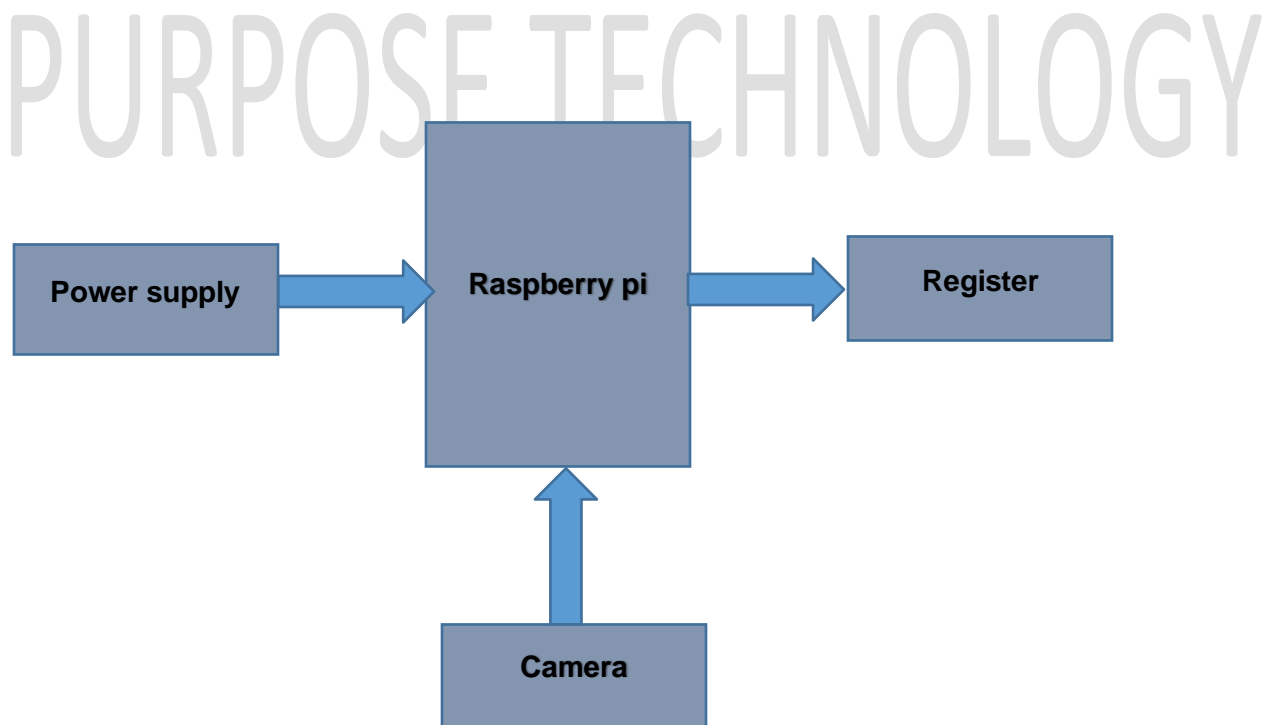 PURPOSE TECHNOLOGY
Power supply
Raspberry pi
Register
Camera